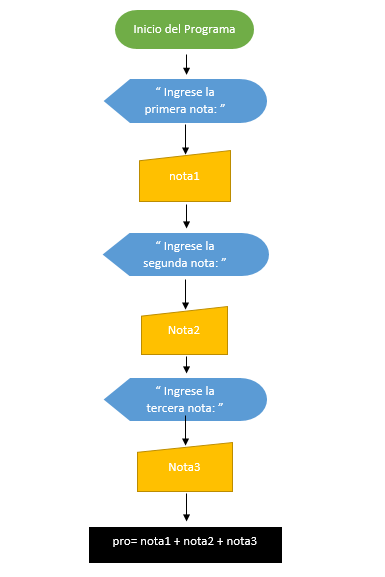 Inicio del Programa
“ Ingrese la
primera nota: ”
nota1
“ Ingrese la
segunda nota: ”
Nota2
“ Ingrese la
tercera nota: ”
Nota3
pro= nota1 + nota2 + nota3